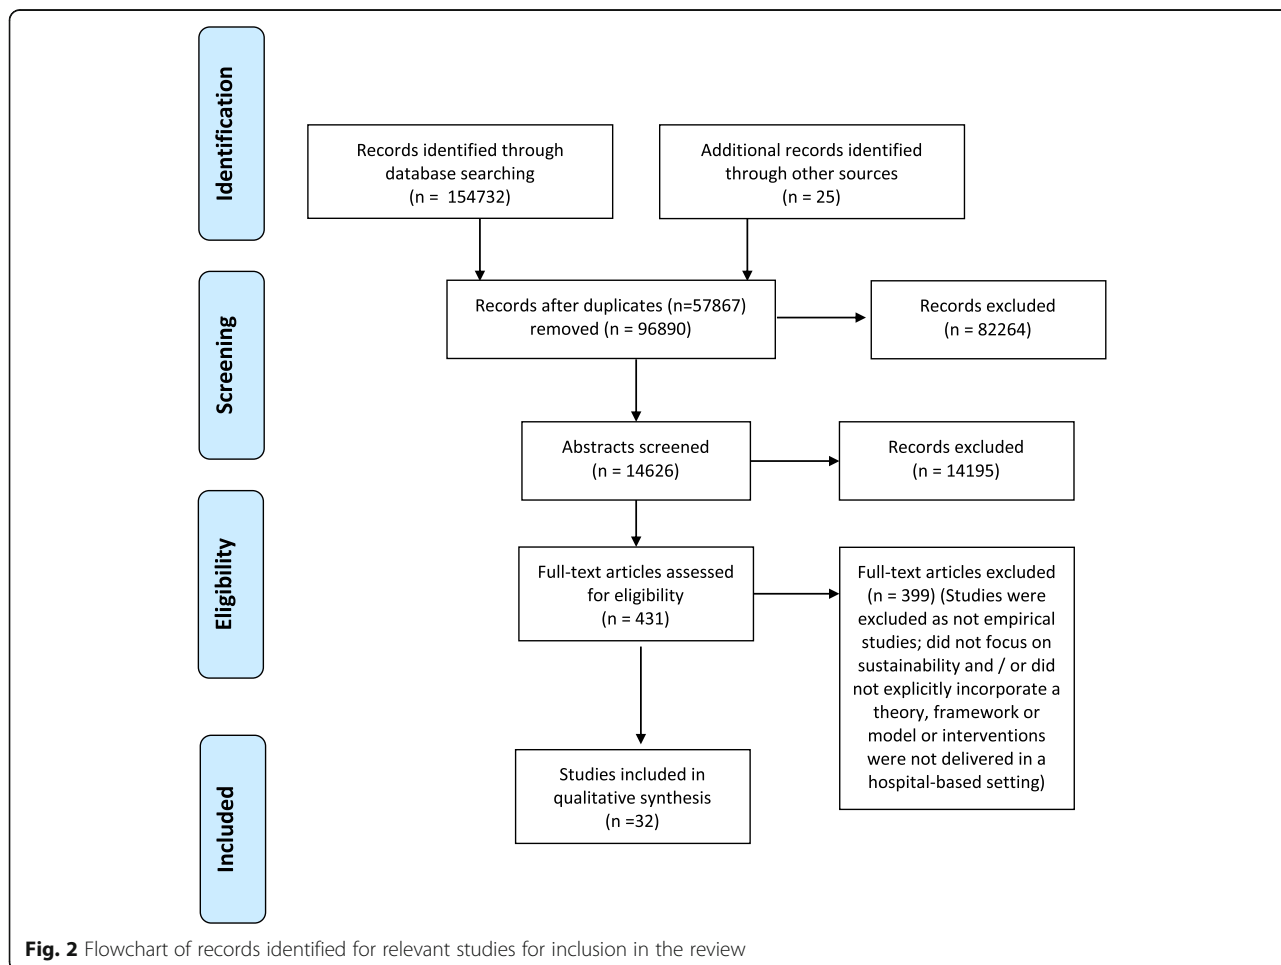 Identification
Records identified through
database searching
(n =  154732)
Additional records identified
through other sources
(n = 25)
Screening
Records after duplicates (n=57867)
removed (n = 96890)
Records excluded
(n = 82264)
Abstracts screened
(n = 14626)
Records excluded
(n = 14195)
Eligibility
Full-text articles assessed
for eligibility
(n = 431)
Full-text articles excluded
(n = 399) (Studies were
excluded as not empirical
studies; did not focus on
sustainability and / or did
not explicitly incorporate a
theory, framework or
model or interventions
were not delivered in a
hospital-based setting)
Included
Studies included in
qualitative synthesis
(n =32)
Fig. 2 Flowchart of records identified for relevant studies for inclusion in the review